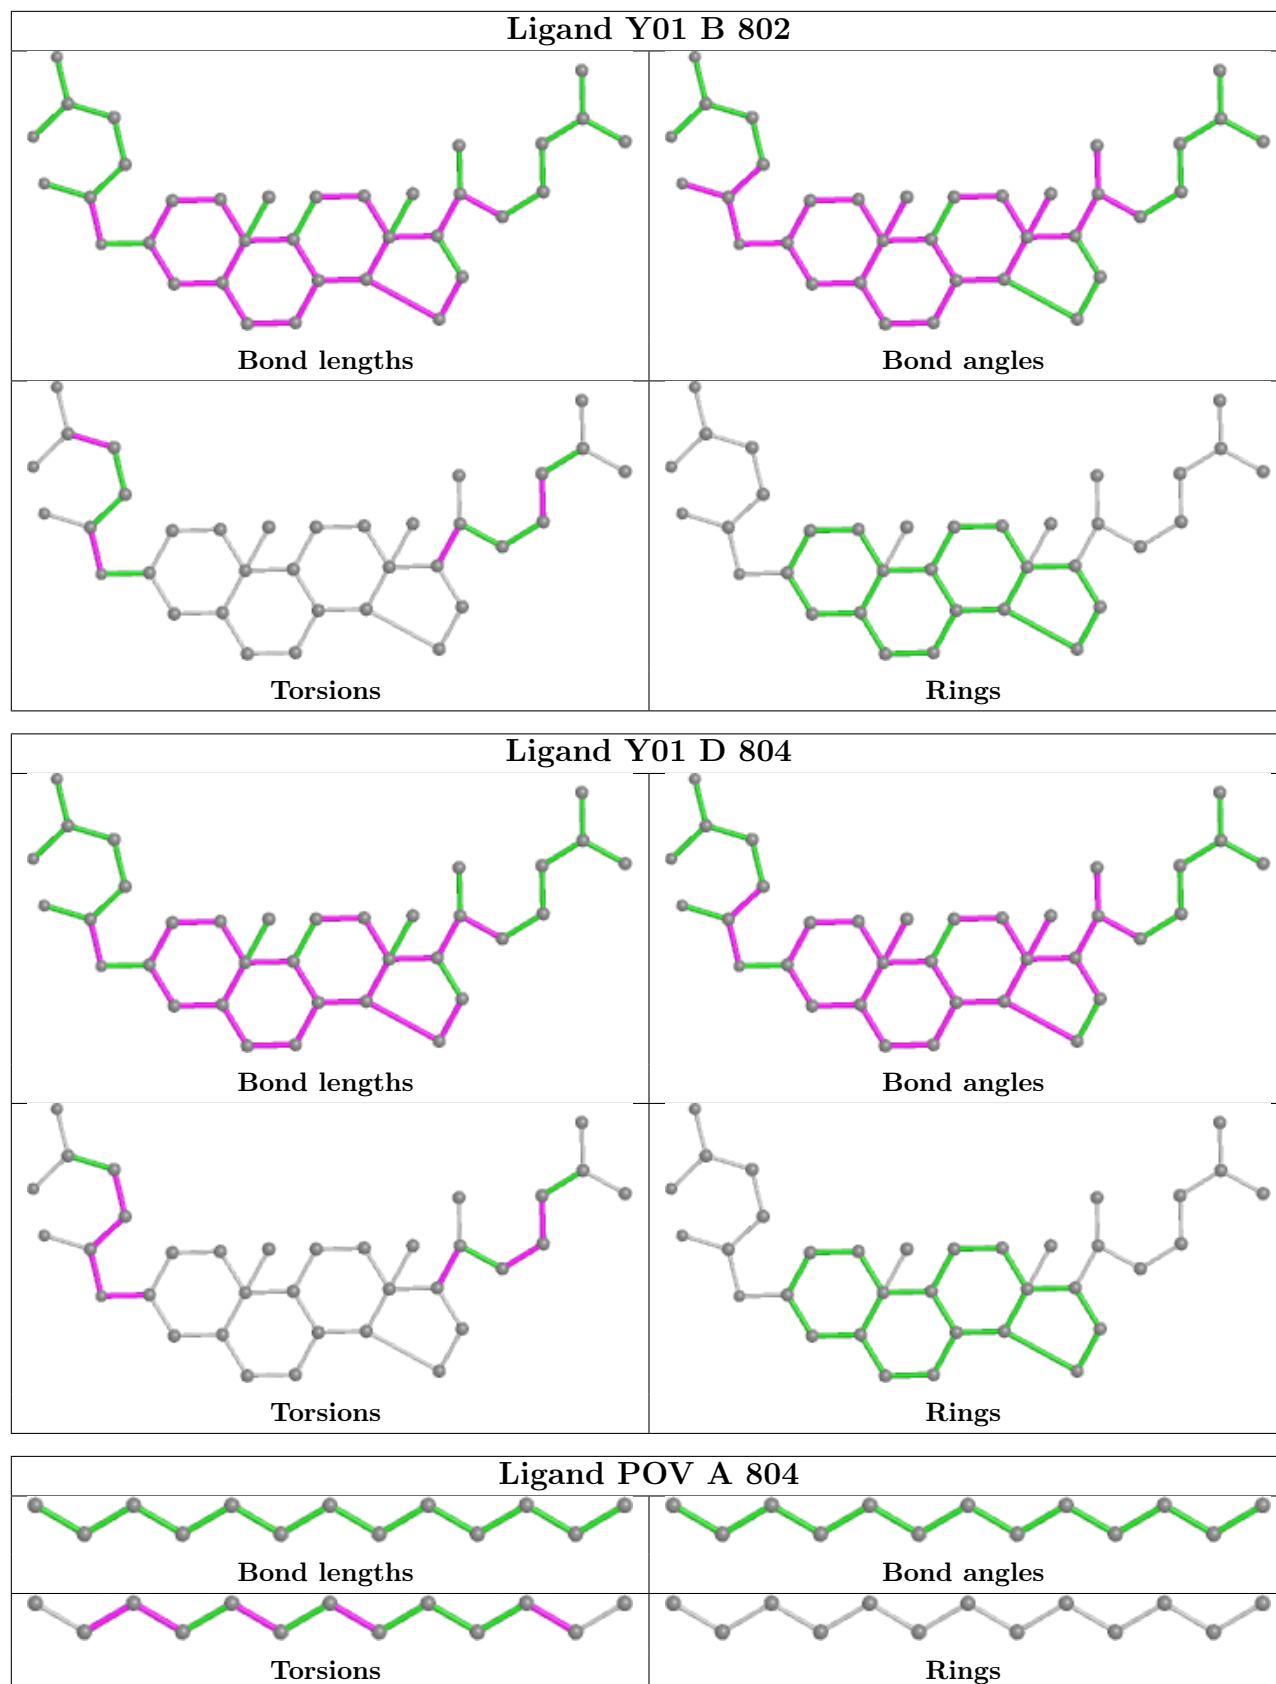 Ligand Y01 B 802
Bond lengths
Bond angles
Torsions
Rings
Ligand Y01 D 804
Bond lengths
Bond angles
Torsions
Rings
Ligand POV A 804
Bond lengths
Bond angles
Torsions
Rings